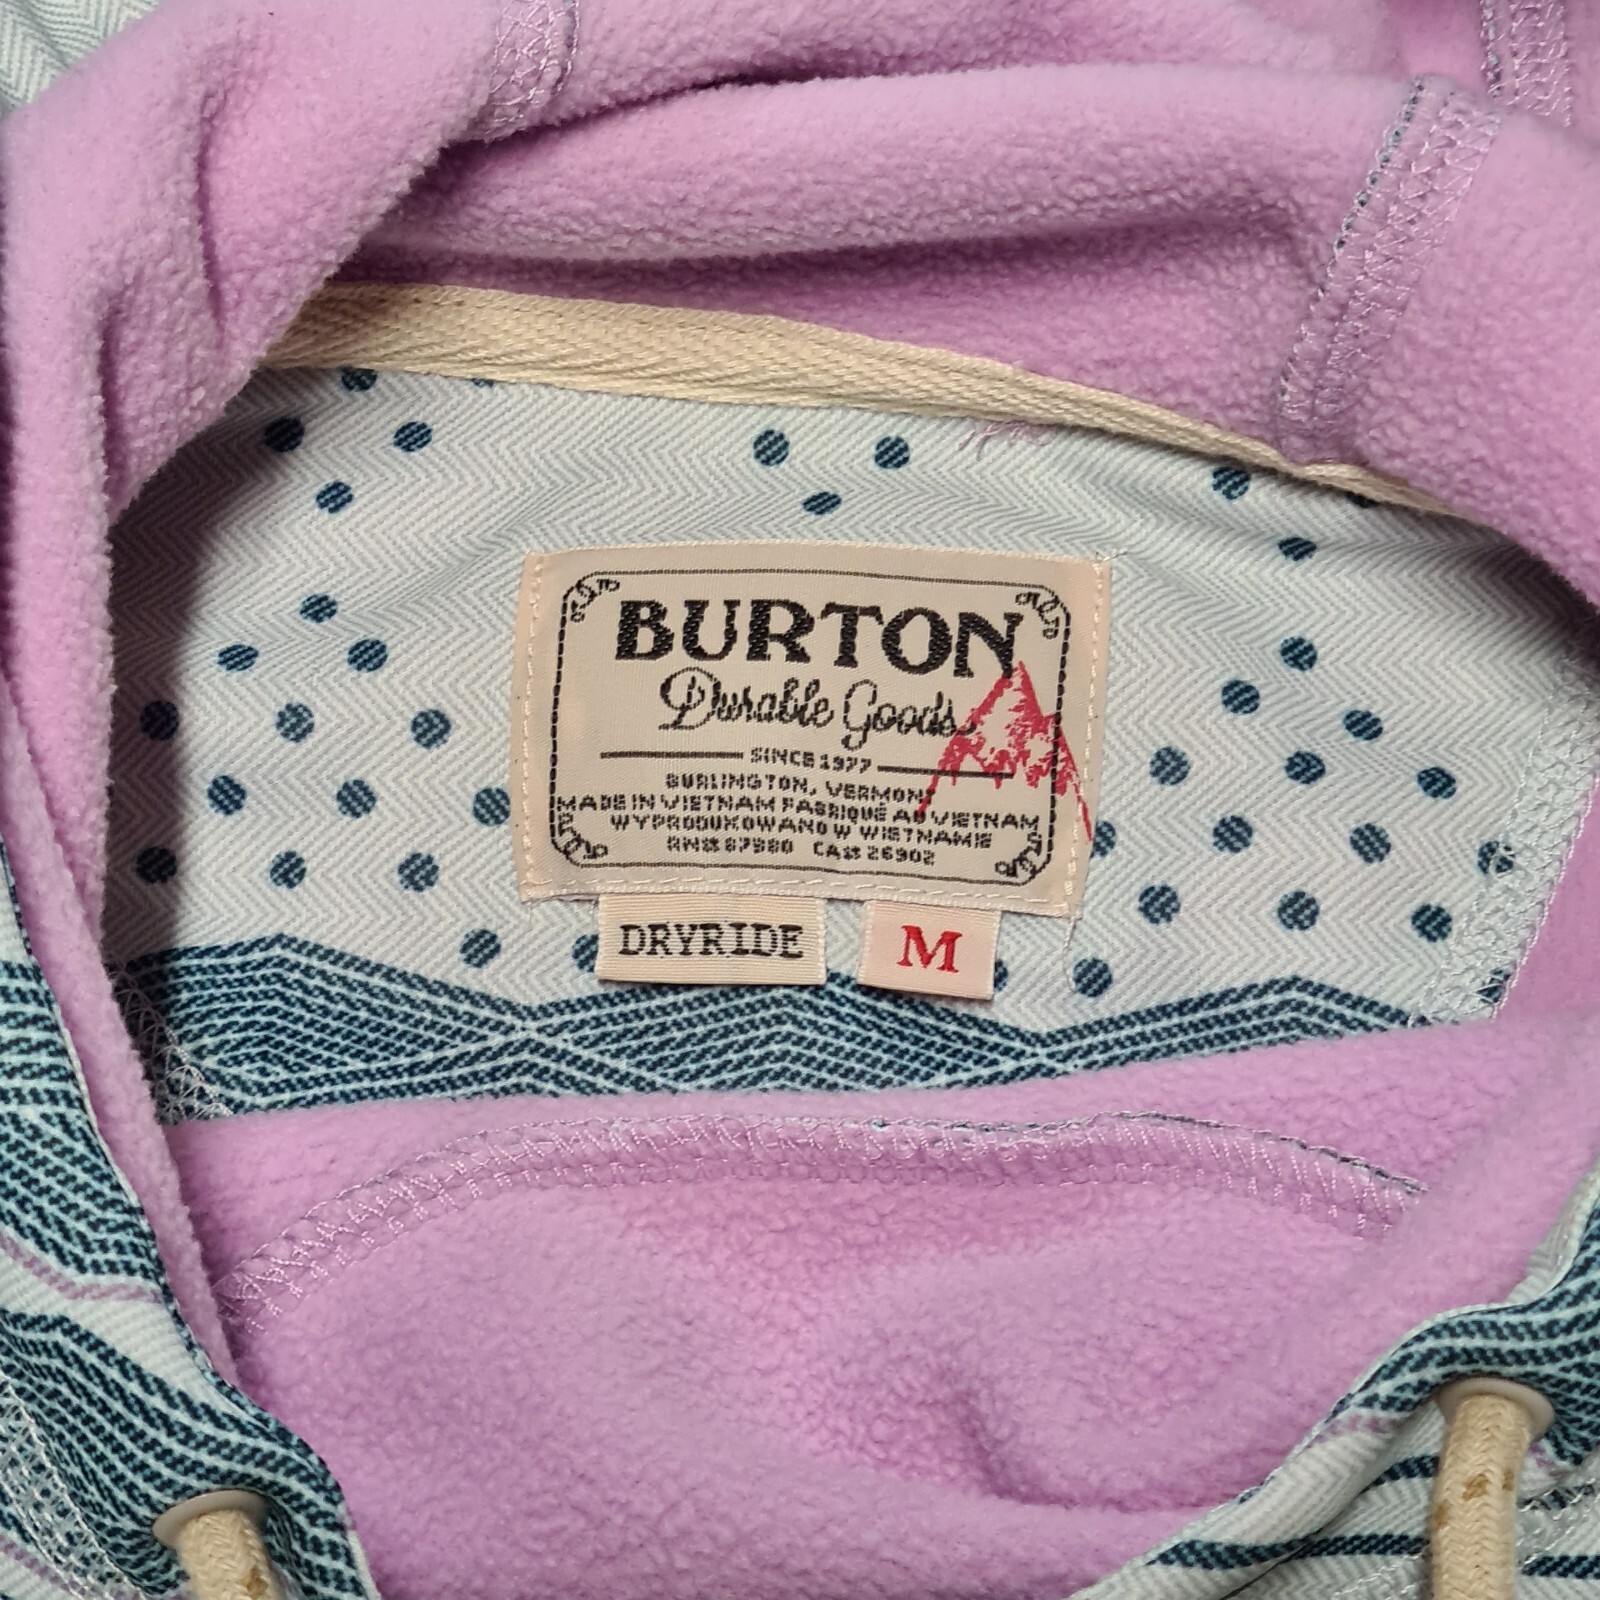 BURTON
Durable Goods
SINCE 1977
BURLINGTON, VERMONT
MADE IN VIETNAM FABRIQUÉ AU VIETNAM
WYPRODUKOWANO W WIETNAMIE
RN# 87980 CA# 26902
DRYRIDE
M